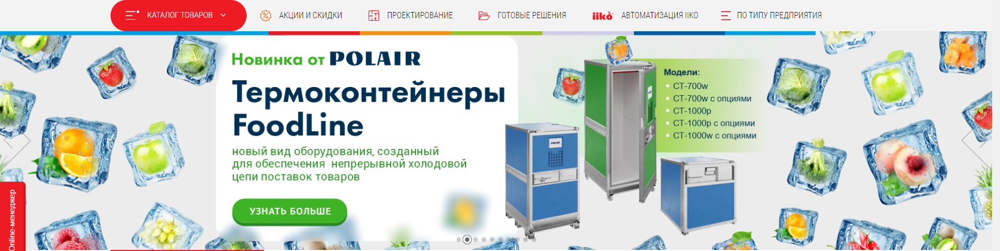 КАТАЛОГ ТОВАРОВ
АКЦИИ И СКИДКИ
ПРОЕКТИРОВАНИЕ
ГОТОВЫЕ РЕШЕНИЯ
iiko АВТОМАТИЗАЦИЯ IIKO
ПО ТИПУ ПРЕДПРИЯТИЯ
Новинка от POLAIR
Термоконтейнеры
FoodLine
новый вид оборудования, созданный
для обеспечения непрерывной холодовой
цепи поставок товаров
УЗНАТЬ БОЛЬШЕ
POLAIR
Модели:
CT-700w
CT-700w с опциями
CT-1000p
CT-1000p с опциями
CT-1000w с опциями
Online-менеджер